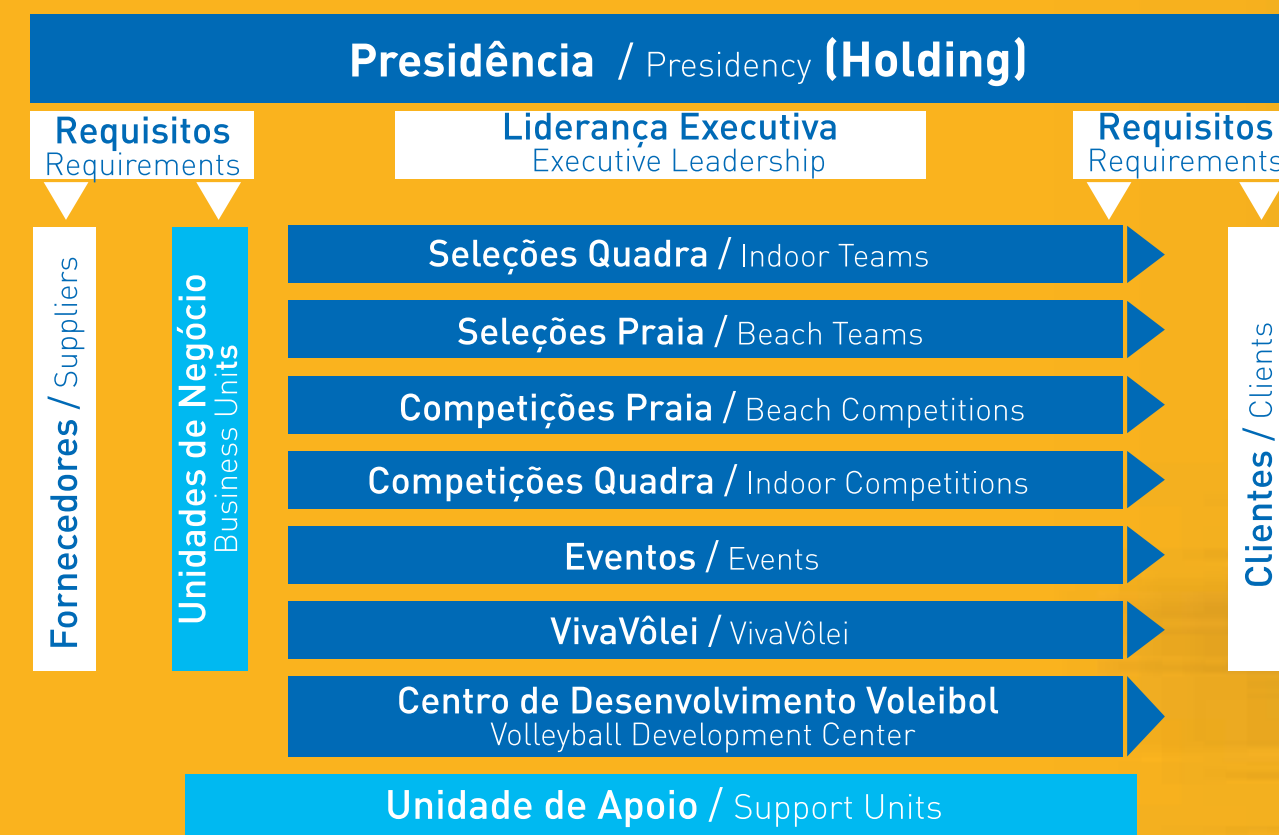 Presidência / Presidency (Holding)
Requisitos
Requirements
Liderança Executiva
Executive Leadership
Requisitos
Requirements
Fornecedores / Suppliers
Unidades de Negócio
Business Units
Seleções Quadra / Indoor Teams
Seleções Praia / Beach Teams
Competições Praia / Beach Competitions
Competições Quadra / Indoor Competitions
Eventos / Events
VivaVôlei / VivaVôlei
Centro de Desenvolvimento Voleibol
Volleyball Development Center
Clientes / Clients
Unidade de Apoio / Support Units